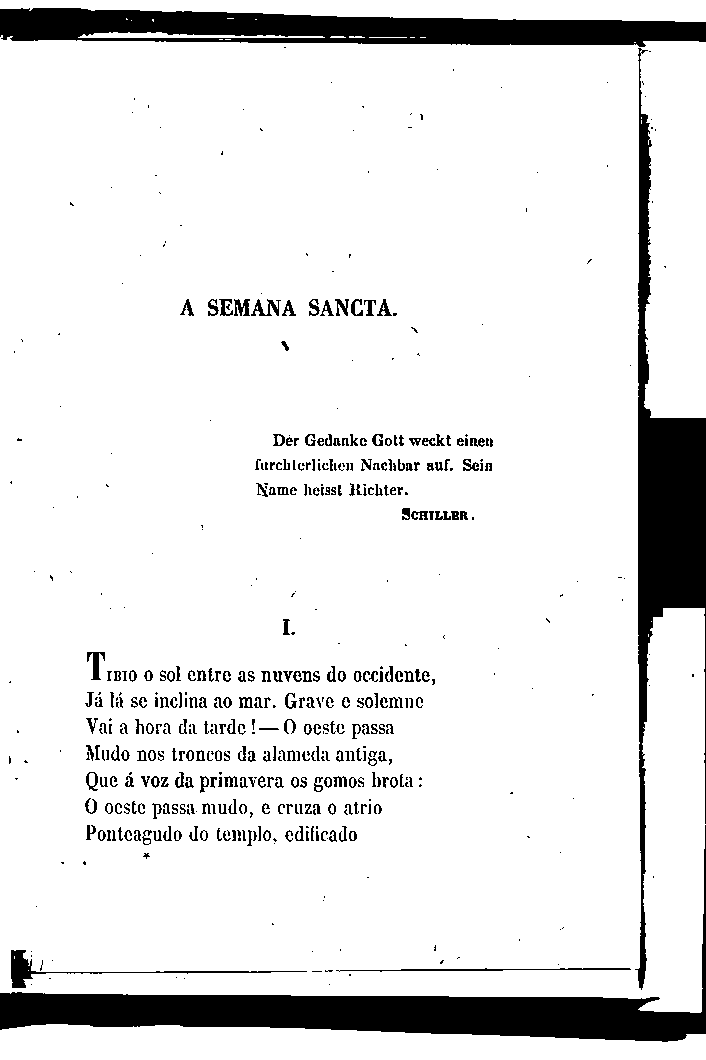 A SEMANA SANCTA.
Der Gedanke Gott weckt einen
furchterlichen Nachbar auf. Sein
Name heisst Richter.
SCHILLER.
I.
TIBIO o sol entre as nuvens do occidente,
Já lá se inclina ao mar. Grave e solemne
Vai a hora da tarde! — O oeste passa
Mudo nos troncos da alameda antiga,
Que á voz da primavera os gomos brota:
O oeste passa mudo, e cruza o atrio
Ponteagudo do templo, edificado
*